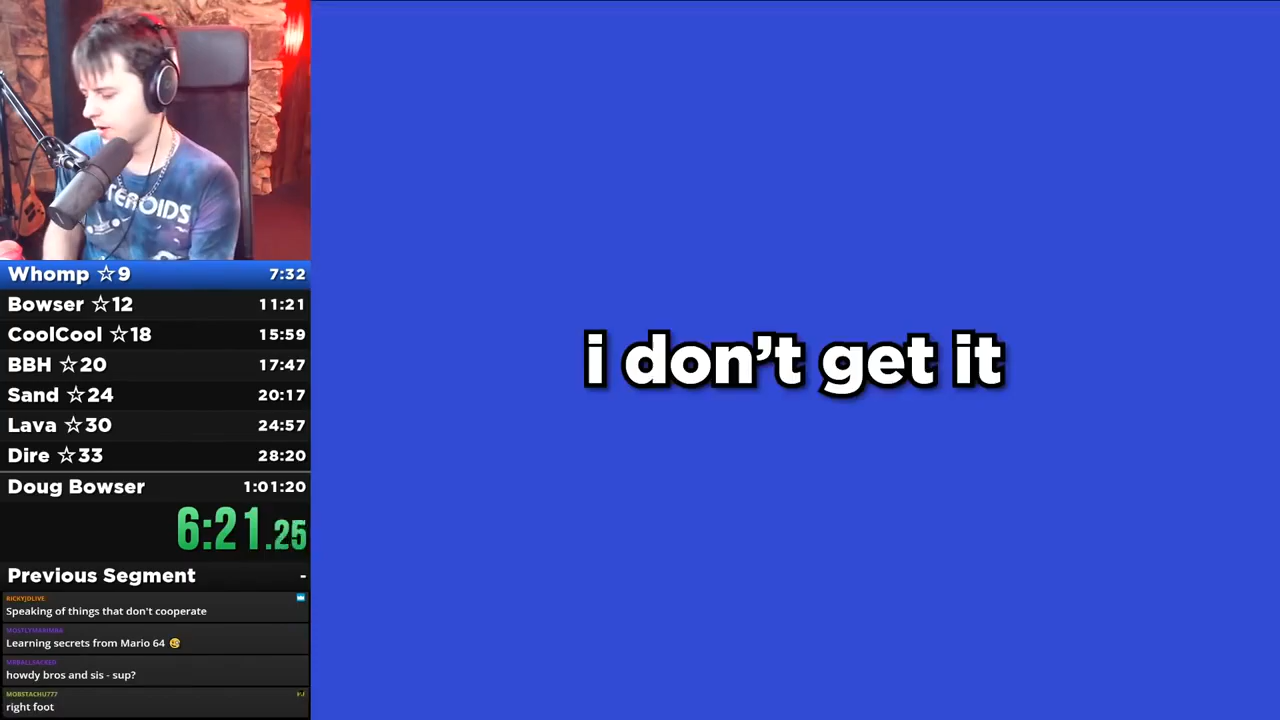 TEROIDS
Whomp ☆9 7:32
Bowser ☆12 11:21
CoolCool ☆18 15:59
BBH ☆20 17:47
Sand ☆24 20:17
Lava ☆30 24:57
Dire ☆33 28:20
Doug Bowser 1:01:20
6:21.25
Previous Segment -
RICKYJDLIVE
Speaking of things that don't cooperate
MOSTLYMARIMBA
Learning secrets from Mario 64 😅
MRBALLSACKED
howdy bros and sis - sup?
MOBSTACHU777
right foot
i don't get it